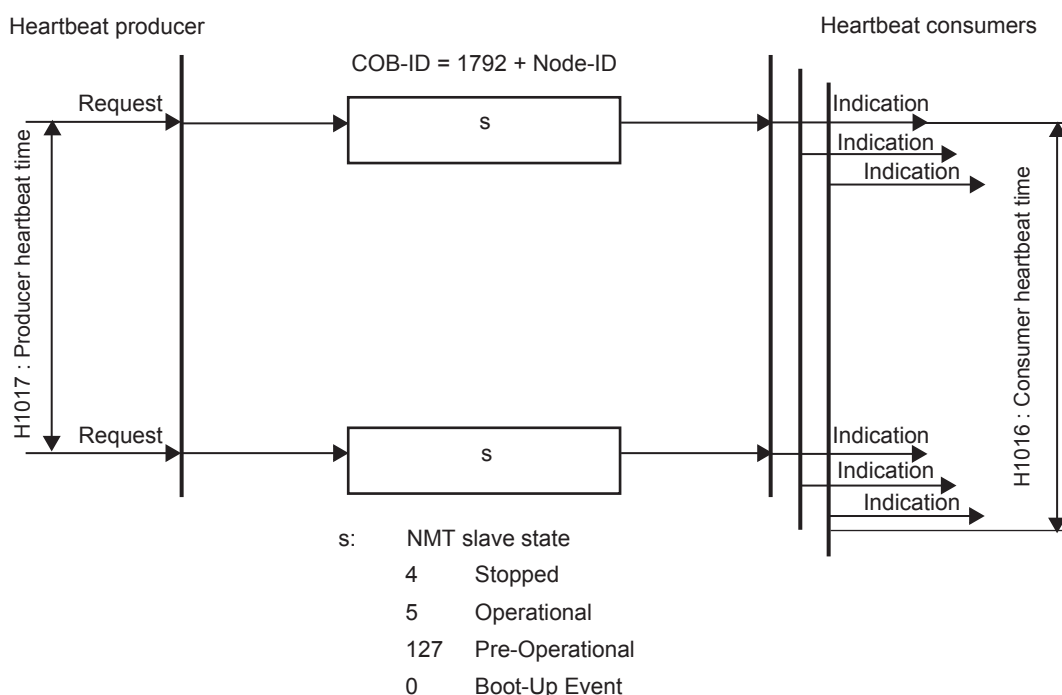 Heartbeat producer
Heartbeat consumers
COB-ID = 1792 + Node-ID
Request
s
Indication
Indication
Indication
H1017 : Producer heartbeat time
H1016 : Consumer heartbeat time
Request
s
Indication
Indication
Indication
s: NMT slave state
4 Stopped
5 Operational
127 Pre-Operational
0 Boot-Up Event